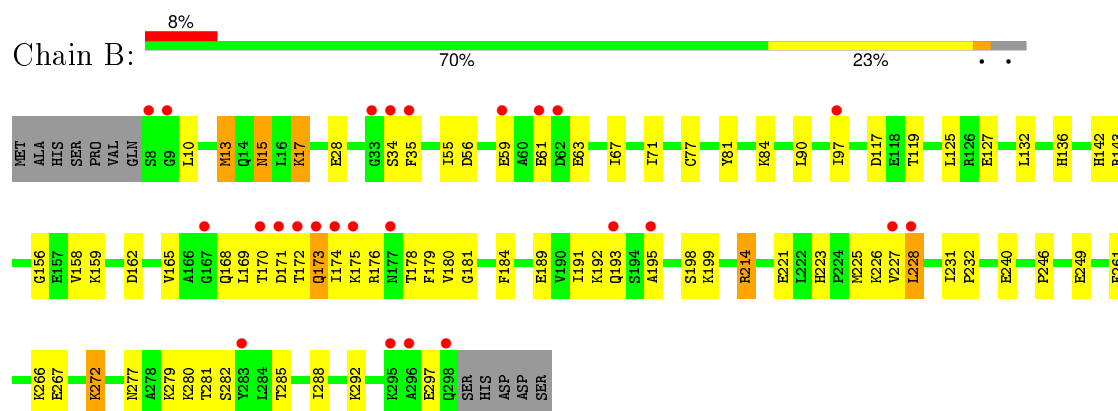 8%
Chain B:
70% 23% • •
MET ALA HIS SER PRO VAL GLN S8 G9 L10 M13 Q14 N15 L16 K17 E28 G33 S34 F35 I55 D56 E59 A60 E61 D62 E63 I67 I71 C77 Y81 K84 L90 I97 D117 E118 T119 L125 R126 E127 L132 H136 H142
G156 E157 V158 K159 D162 V165 A166 G167 Q168 L169 T170 D171 T172 Q173 I174 K175 R176 N177 T178 F179 V180 G181 F184 E189 V190 I191 K192 Q193 S194 A195 S198 K199 R214 E221 L222 H223 P224 M225 K226 V227 L228 I231 P232 E240 P246 E249
K266 E267 K272 N277 A278 K279 K280 T281 S282 Y283 L284 T285 I288 K292 K295 A296 E297 Q298 SER HIS ASP ASP SER